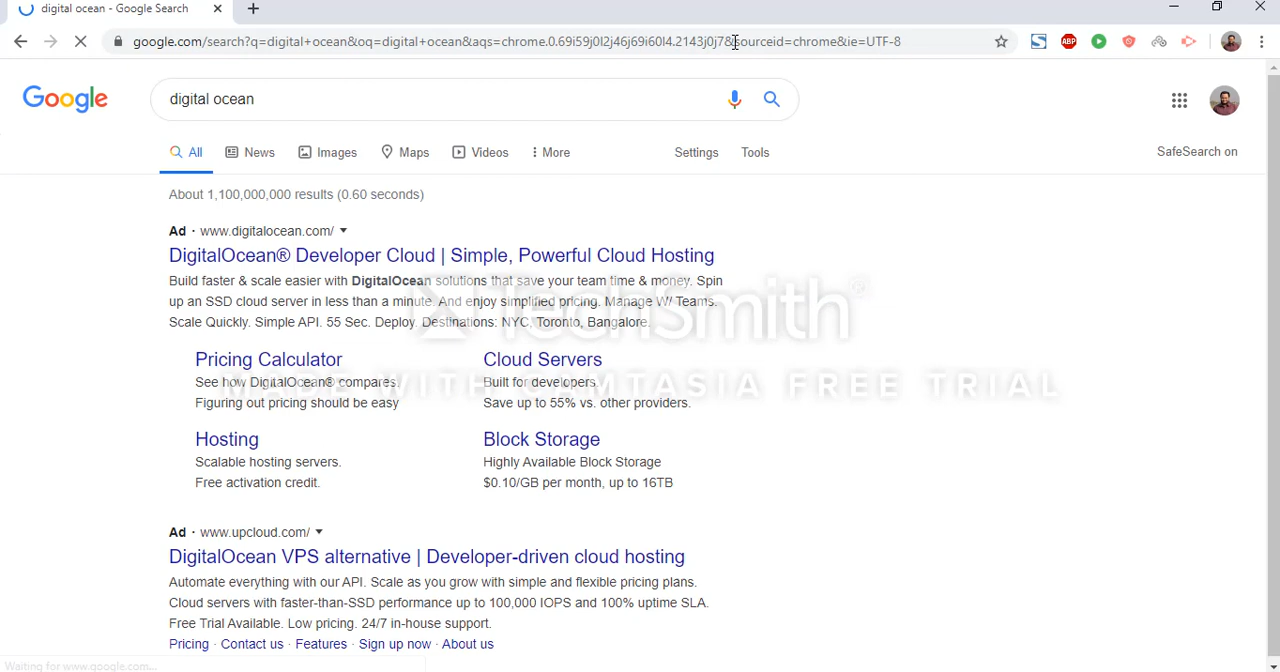 digital ocean - Google Search
google.com/search?q=digital+ocean&oq=digital+ocean&aqs=chrome.0.69i59j0l2j46j69i60l4.2143j0j7&sourceid=chrome&ie=UTF-8
ABP
Google
digital ocean
All News Images Maps Videos More Settings Tools SafeSearch on
About 1,100,000,000 results (0.60 seconds)
Ad · www.digitalocean.com/
DigitalOcean® Developer Cloud | Simple, Powerful Cloud Hosting
Build faster & scale easier with DigitalOcean solutions that save your team time & money. Spin
up an SSD cloud server in less than a minute. And enjoy simplified pricing. Manage W/ Teams.
Scale Quickly. Simple API. 55 Sec. Deploy. Destinations: NYC, Toronto, Bangalore.
TechSmith®
Pricing Calculator Cloud Servers
See how DigitalOcean® compares. Built for developers.
MADE WITH CAMTASIA FREE TRIAL
Figuring out pricing should be easy Save up to 55% vs. other providers.
Hosting Block Storage
Scalable hosting servers. Highly Available Block Storage
Free activation credit. $0.10/GB per month, up to 16TB
Ad · www.upcloud.com/
DigitalOcean VPS alternative | Developer-driven cloud hosting
Automate everything with our API. Scale as you grow with simple and flexible pricing plans.
Cloud servers with faster-than-SSD performance up to 100,000 IOPS and 100% uptime SLA.
Free Trial Available. Low pricing. 24/7 in-house support.
Pricing · Contact us · Features · Sign up now · About us
Waiting for www.google.com...